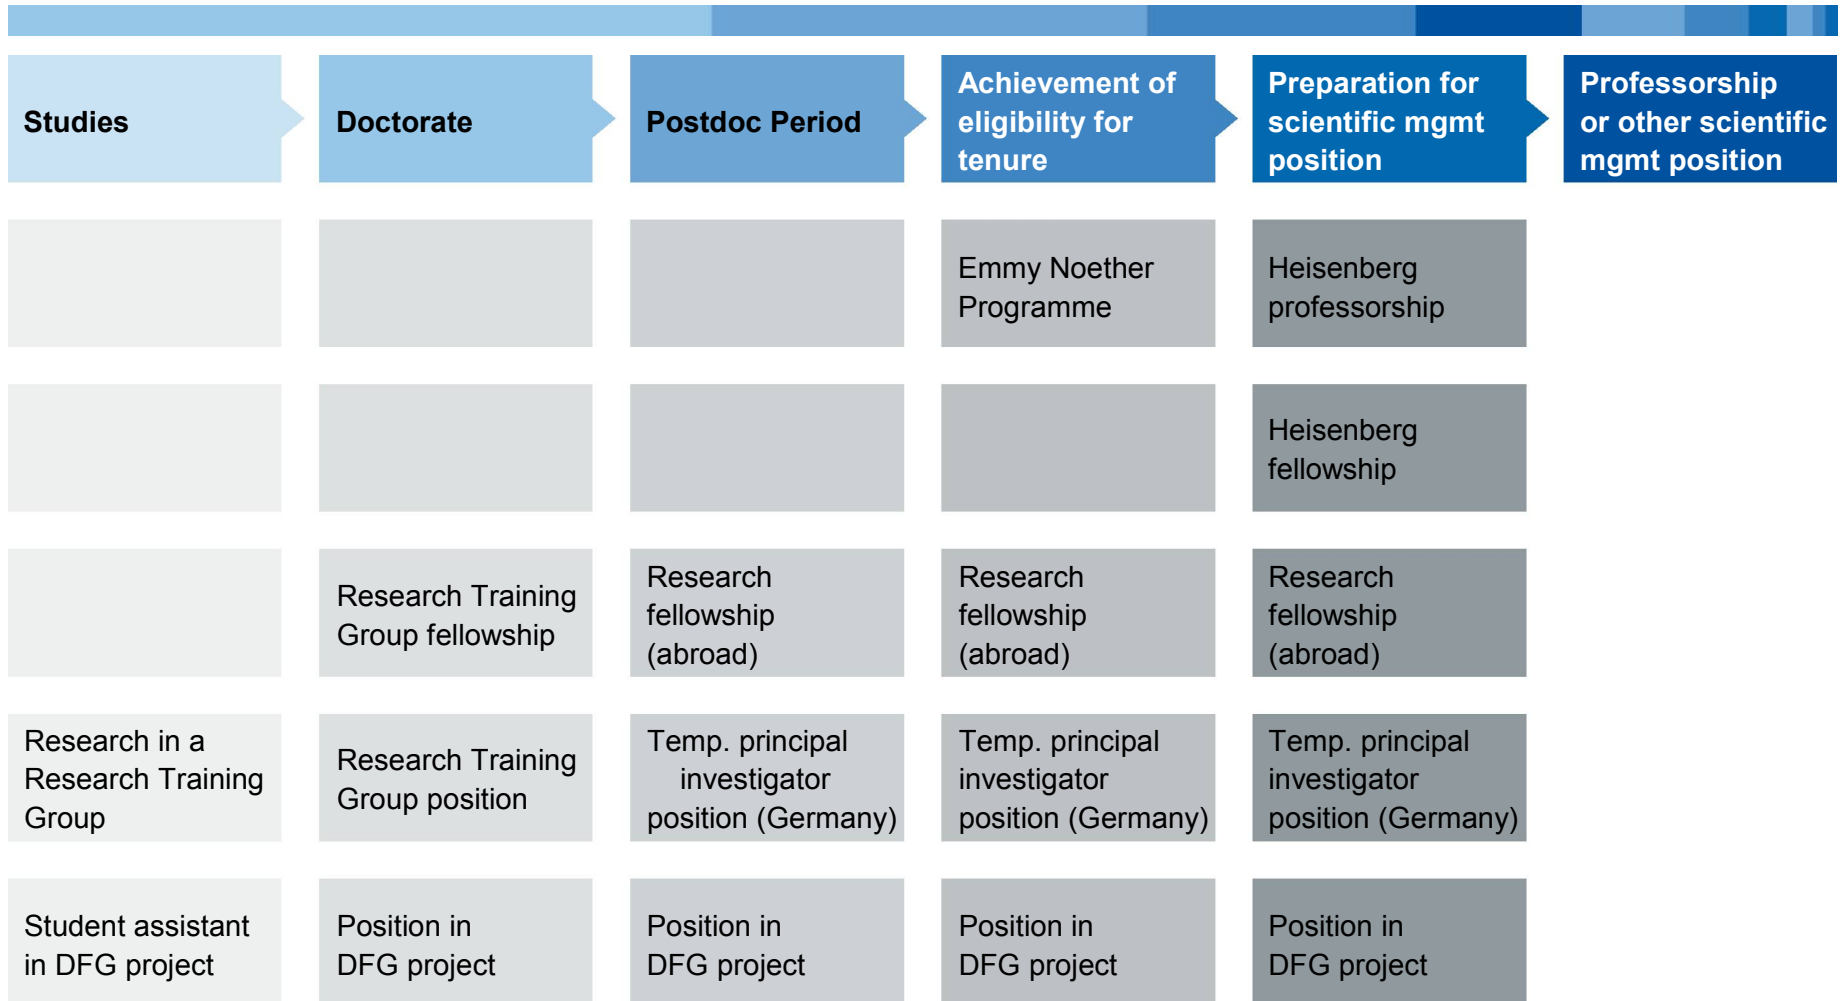 Studies
Doctorate
Postdoc Period
Achievement of
eligibility for
tenure
Preparation for
scientific mgmt
position
Professorship
or other scientific
mgmt position
Emmy Noether
Programme
Heisenberg
professorship
Heisenberg
fellowship
Research Training
Group fellowship
Research
fellowship
(abroad)
Research
fellowship
(abroad)
Research
fellowship
(abroad)
Research in a
Research Training
Group
Research Training
Group position
Temp. principal
investigator
position (Germany)
Temp. principal
investigator
position (Germany)
Temp. principal
investigator
position (Germany)
Student assistant
in DFG project
Position in
DFG project
Position in
DFG project
Position in
DFG project
Position in
DFG project